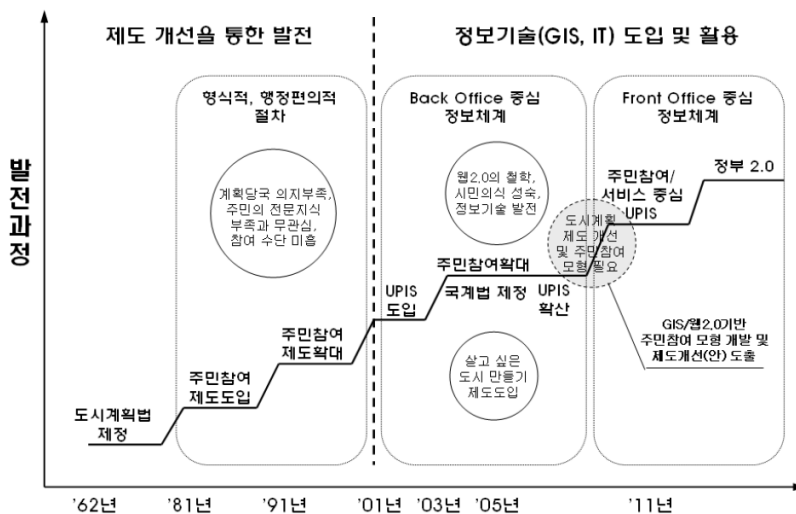 제도 개선을 통한 발전
정보기술(GIS, IT) 도입 및 활용
형식적, 행정편의적
절차
Back Office 중심
정보체계
Front Office 중심
정보체계
발전과정
계획당국 의지부족,
주민의 전문지식
부족과 무관심,
참여 수단 미흡
웹2.0의 철학,
시민의식 성숙,
정보기술 발전
주민참여/
서비스 중심
UPIS
정부 2.0
도시계획
제도 개선
및 주민참여
모형 필요
주민참여확대
국계법 제정
UPIS
도입
UPIS
확산
GIS/웹2.0기반
주민참여 모형 개발 및
제도개선(안) 도출
주민참여
제도확대
살고 싶은
도시 만들기
제도도입
주민참여
제도도입
도시계획법
제정
’62년
’81년
’91년
’01년
’03년
’05년
’11년